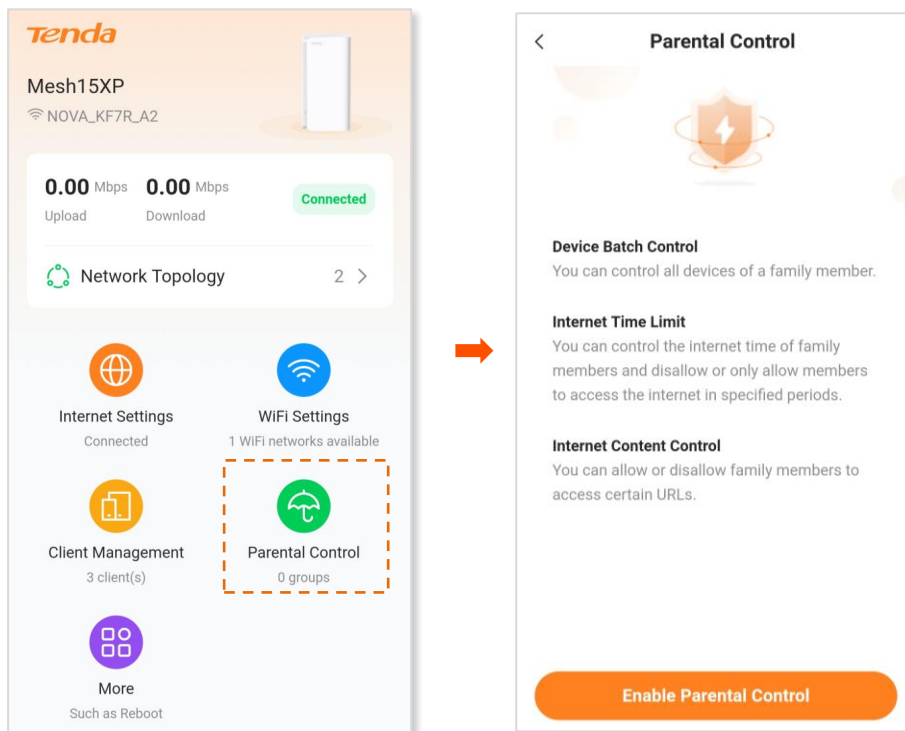 Tenda
Mesh15XP
NOVA_KF7R_A2
0.00 Mbps 0.00 Mbps
Upload Download
Connected
Network Topology 2 >
Internet Settings
Connected
WiFi Settings
1 WiFi networks available
Client Management
3 client(s)
Parental Control
0 groups
More
Such as Reboot
< Parental Control
Device Batch Control
You can control all devices of a family member.
Internet Time Limit
You can control the internet time of family
members and disallow or only allow members
to access the internet in specified periods.
Internet Content Control
You can allow or disallow family members to
access certain URLs.
Enable Parental Control